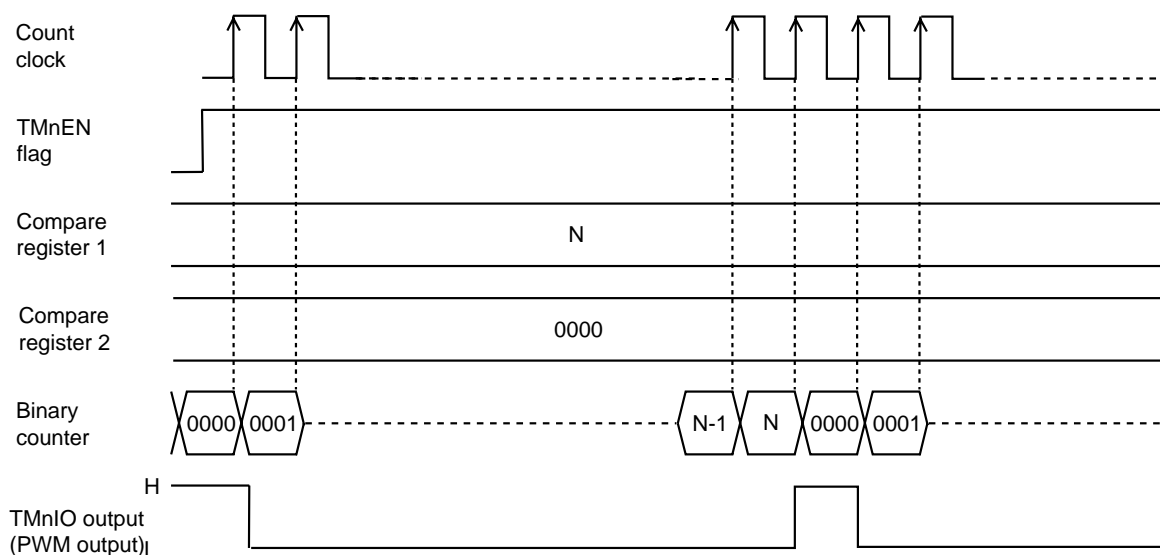 Count
clock
TMnEN
flag
Compare
register 1
N
Compare
register 2
0000
Binary
counter
0000 0001 N-1 N 0000 0001
H
TMnIO output
(PWM output)